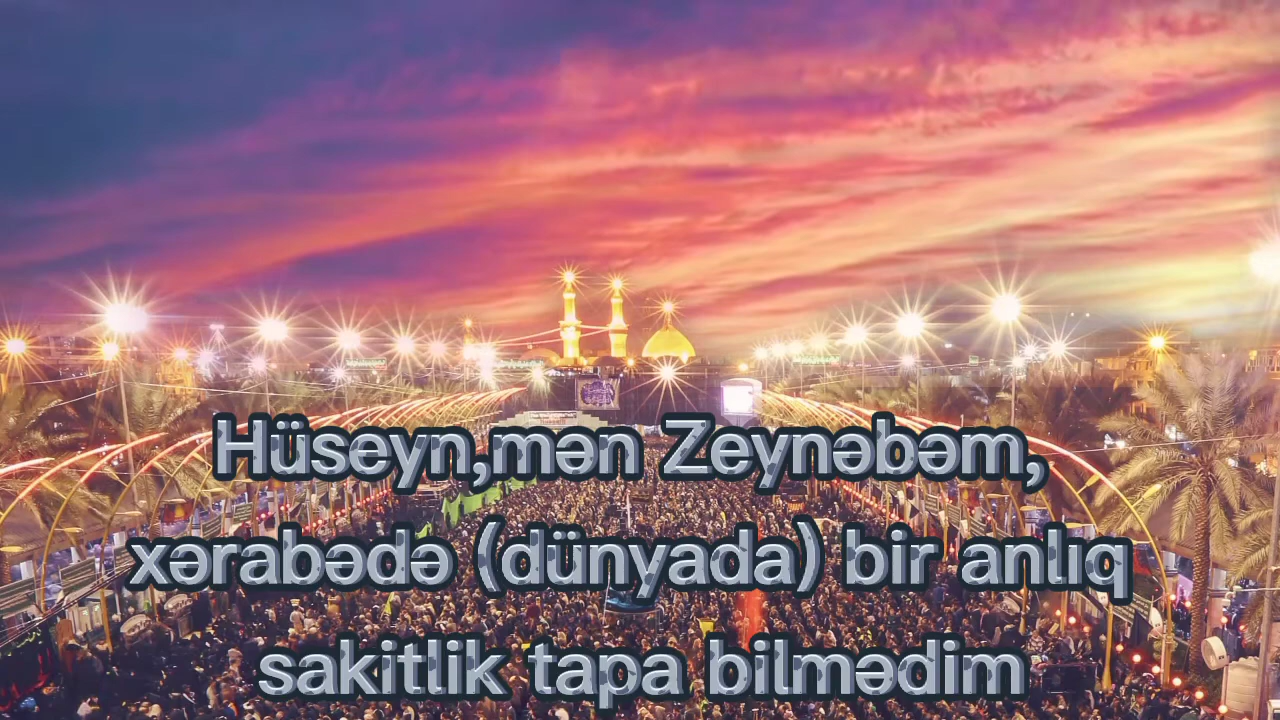 Hüseyn,mən Zeynəbəm,
xərabədə (dünyada) bir anlıq
sakitlik tapa bilmədim